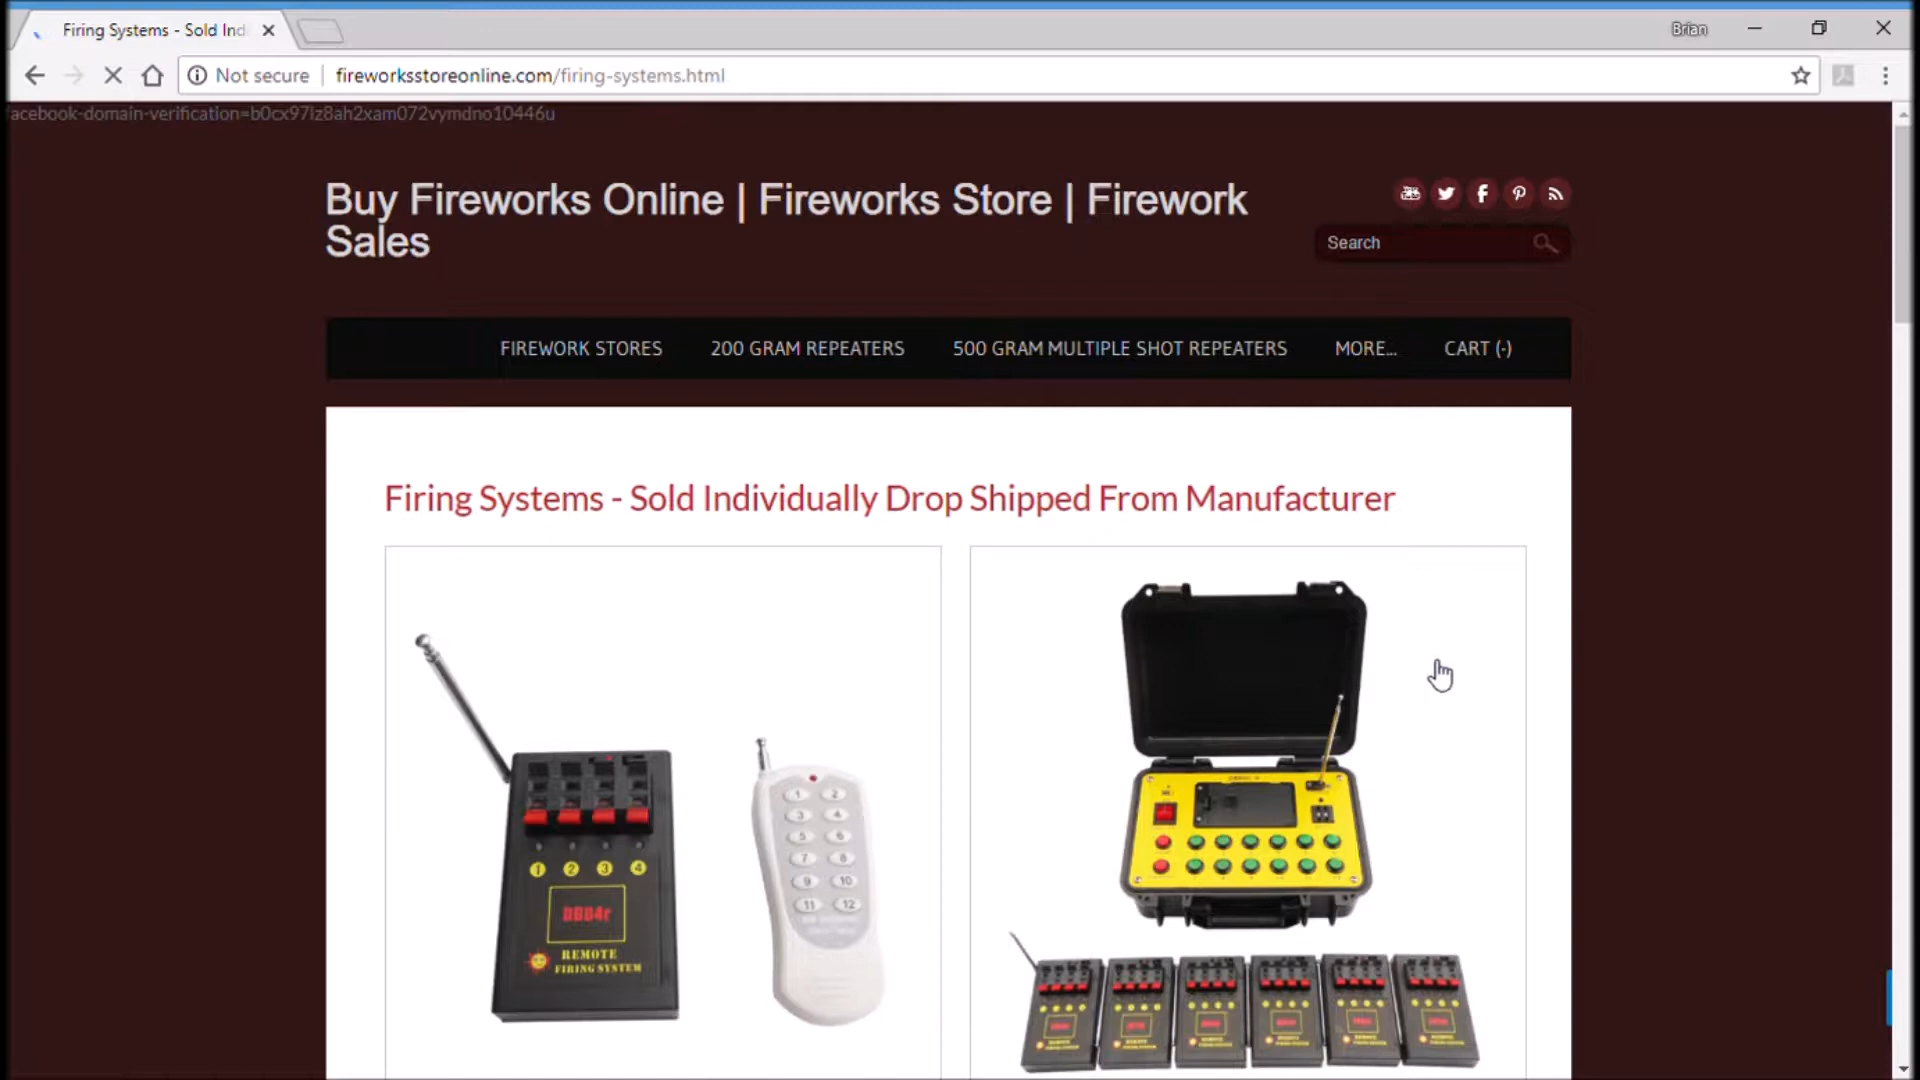 Firing Systems - Sold Ind
Brian
Not secure
fireworksstoreonline.com/firing-systems.html
acebook-domain-verification=b0cx97iz8ah2xam072vymdno10446u
Buy Fireworks Online | Fireworks Store | Firework
Sales
Search
FIREWORK STORES 200 GRAM REPEATERS 500 GRAM MULTIPLE SHOT REPEATERS MORE... CART (-)
Firing Systems - Sold Individually Drop Shipped From Manufacturer
1 2
3 4
5 6
7 8
9 10
11 12
1 2 3 4
DBD4r
REMOTE
FIRING SYSTEM